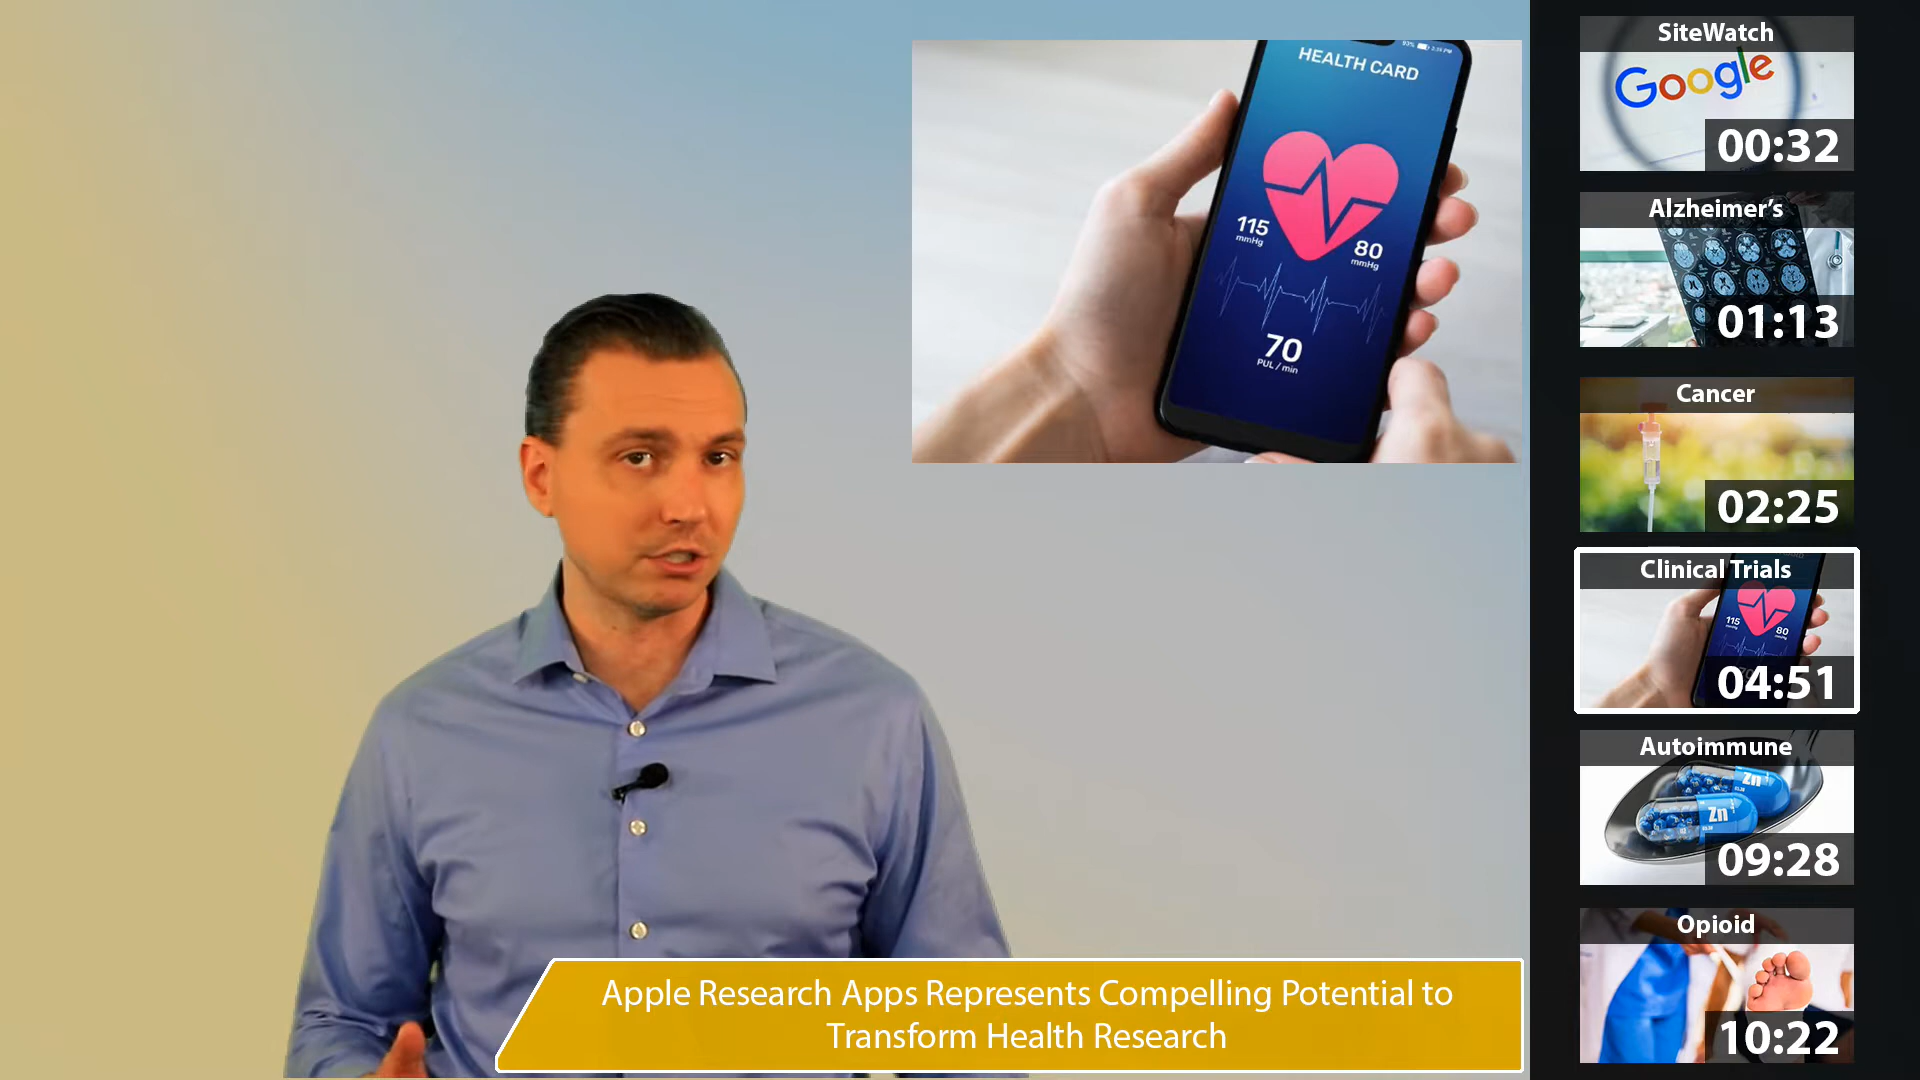 HEALTH CARD
115
mmHg
80
mmHg
70
PUL / min
Apple Research Apps Represents Compelling Potential to
Transform Health Research
SiteWatch
Google
00:32
Alzheimer’s
01:13
Cancer
02:25
Clinical Trials
115
80
04:51
Autoimmune
Zn
Zn
09:28
Opioid
10:22